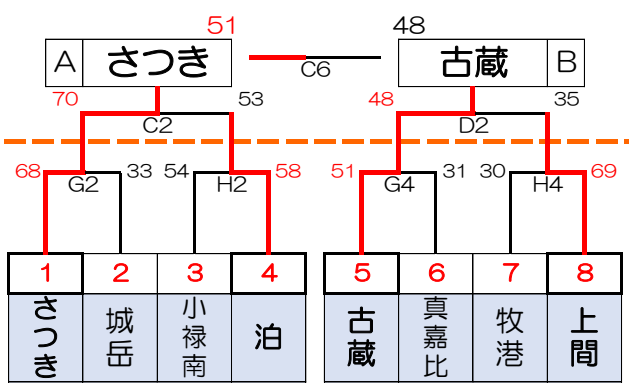 51 48
A さつき C6 古蔵 B
70 53 48 35
C2 D2
68 33 54 58 51 31 30 69
G2 H2 G4 H4
1 2 3 4 5 6 7 8
さつき 城岳 小禄南 泊 古蔵 真嘉比 牧港 上間